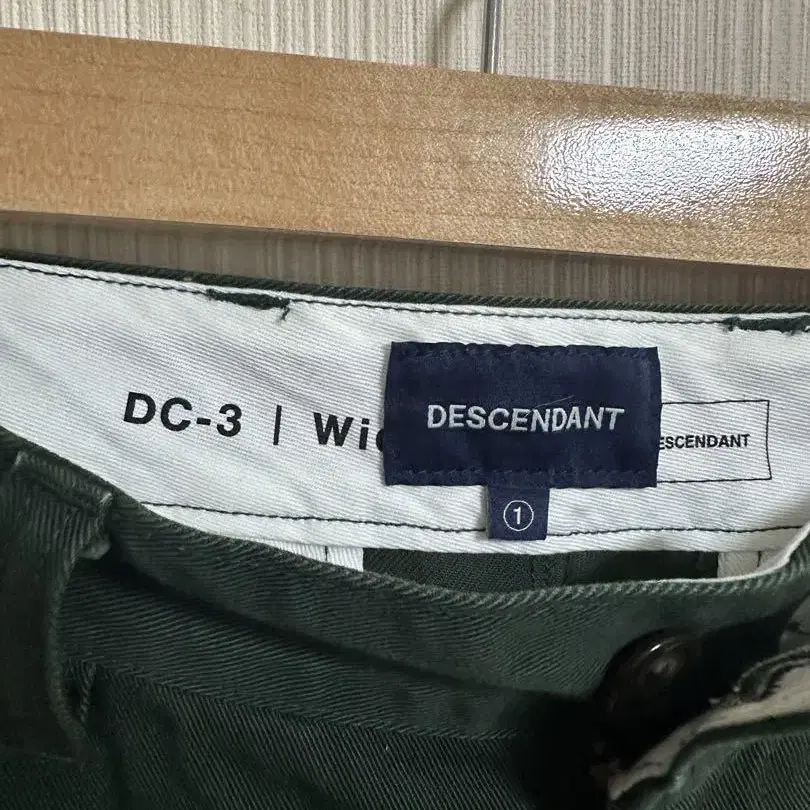 DC-3 | Wi
DESCENDANT
ESCENDANT
①